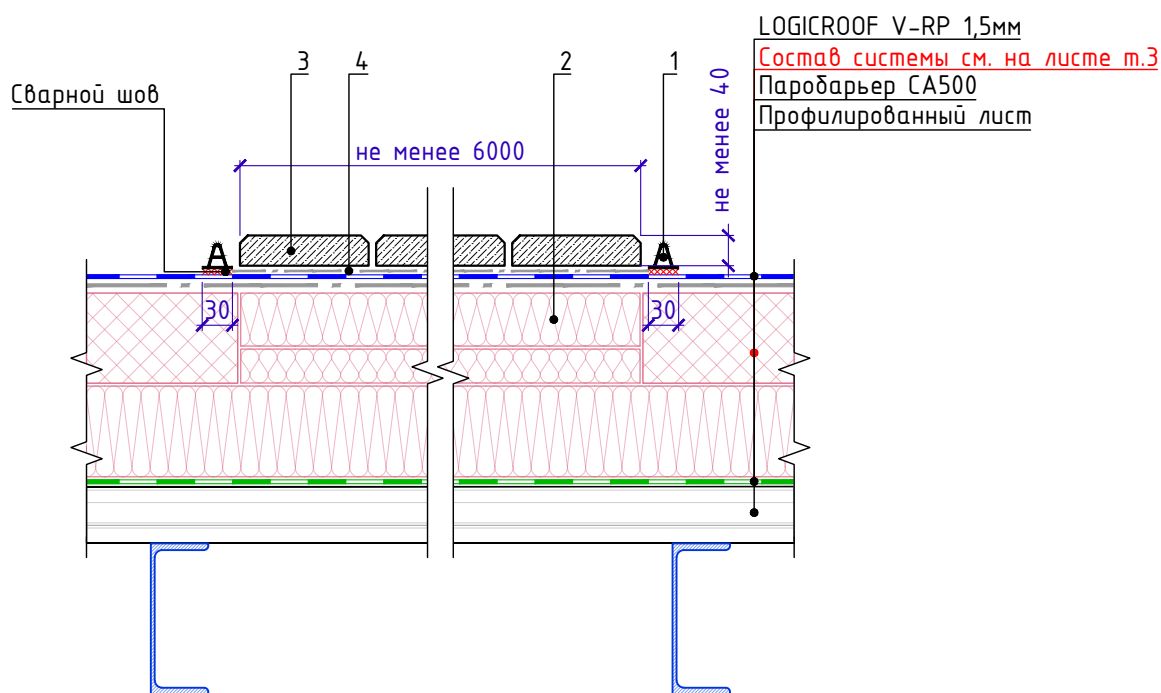 LOGICROOF V-RP 1,5мм
Состав системы см. на листе т.3
Паробарьер СА500
Профилированный лист
3
4
2
1
Сварной шов
не менее 6000
не менее 40
30
30